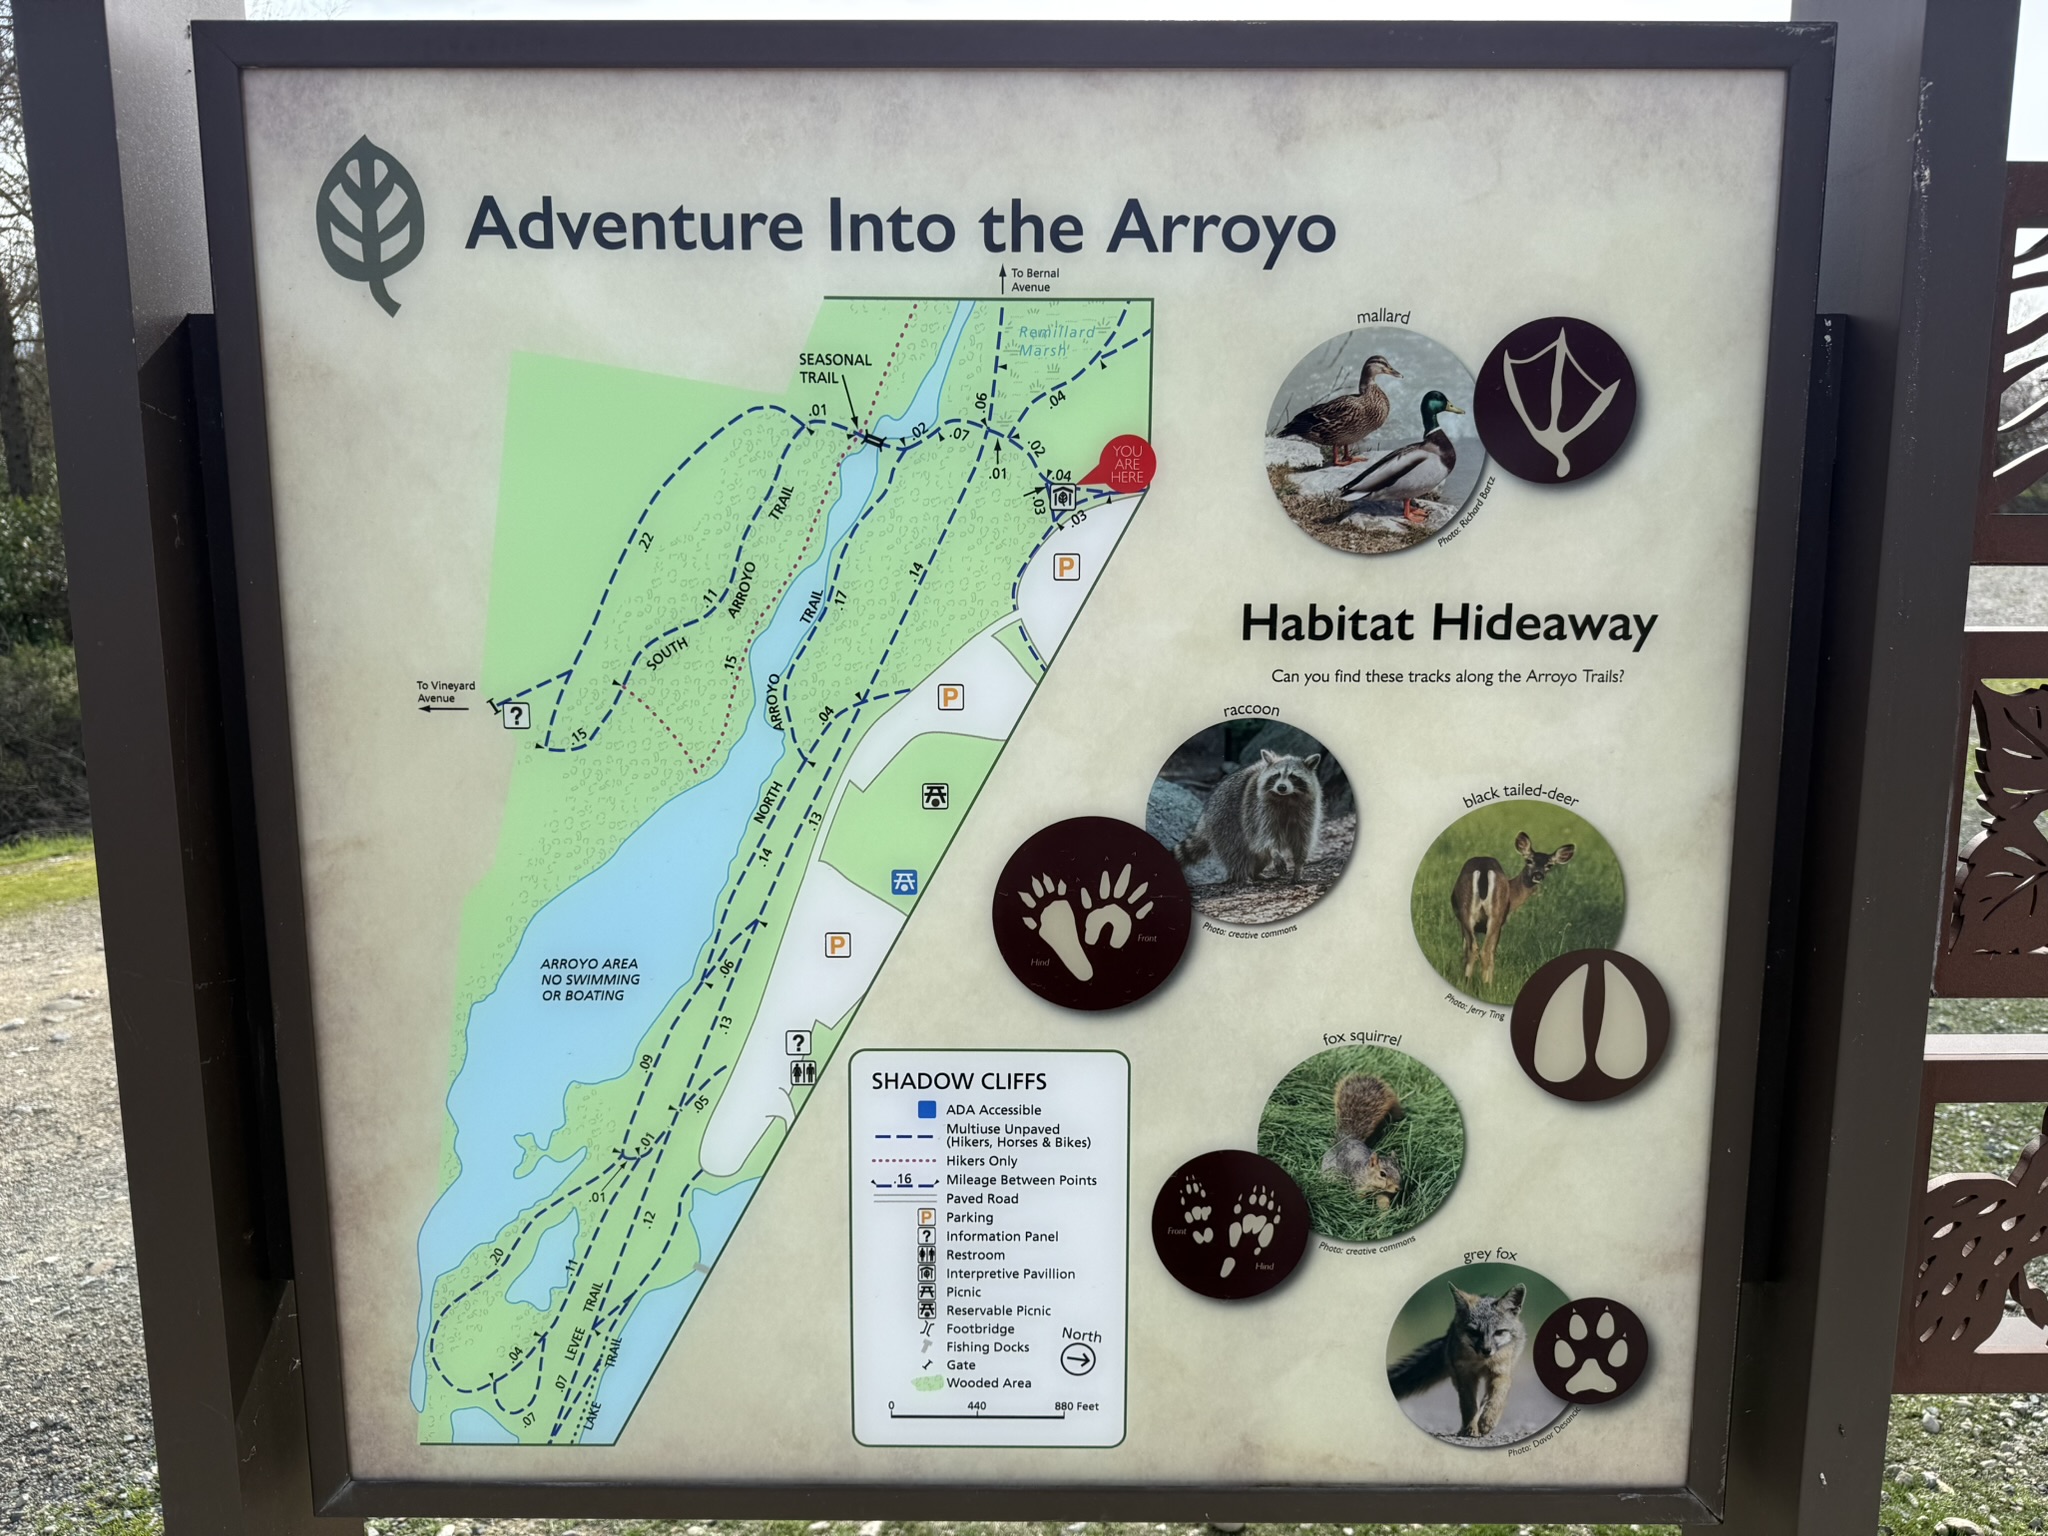 Adventure Into the Arroyo
To Bernal
Avenue
Remillard
Marsh
SEASONAL
TRAIL
.01
.02
.07
.06
.04
.02
.01
.04
YOU
ARE
HERE
.03
.03
P
.22
SOUTH ARROYO TRAIL
.11
.15
.17
.14
To Vineyard
Avenue
?
.15
NORTH ARROYO TRAIL
.04
P
.14
.13
P
ARROYO AREA
NO SWIMMING
OR BOATING
.06
.13
?
.09
.05
.01
.01
.12
.20
.11
LEVEE TRAIL
LAKE TRAIL
.04
.07
.07
SHADOW CLIFFS
ADA Accessible
Multiuse Unpaved
(Hikers, Horses & Bikes)
Hikers Only
.16 Mileage Between Points
Paved Road
P Parking
? Information Panel
Restroom
Interpretive Pavillion
Picnic
Reservable Picnic
Footbridge
Fishing Docks
Gate
Wooded Area
North
0 440 880 Feet
mallard
Photo: Richard Bartz
Habitat Hideaway
Can you find these tracks along the Arroyo Trails?
raccoon
Hind
Front
Photo: creative commons
black tailed-deer
Photo: Jerry Ting
fox squirrel
Front
Hind
Photo: creative commons
grey fox
Photo: Davor Desancic